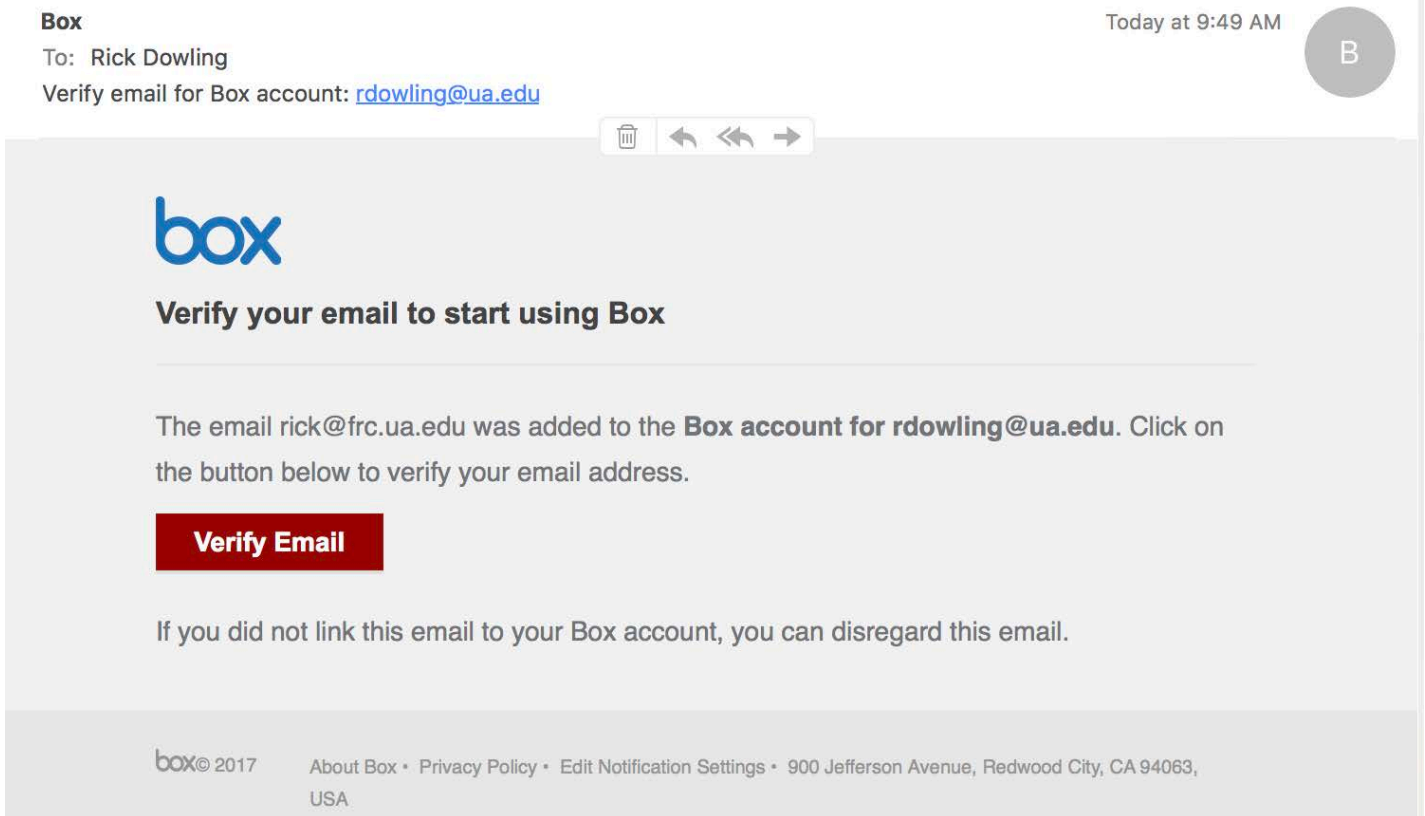 Box
Today at 9:49 AM
B
To: Rick Dowling
Verify email for Box account: rdowling@ua.edu
box
Verify your email to start using Box
The email rick@frc.ua.edu was added to the Box account for rdowling@ua.edu. Click on
the button below to verify your email address.
Verify Email
If you did not link this email to your Box account, you can disregard this email.
box© 2017
About Box • Privacy Policy • Edit Notification Settings • 900 Jefferson Avenue, Redwood City, CA 94063,
USA